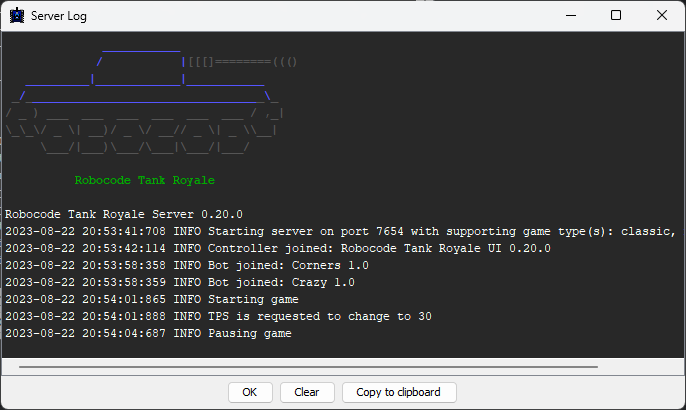 Server Log
Robocode Tank Royale
Robocode Tank Royale Server 0.20.0
2023-08-22 20:53:41:708 INFO Starting server on port 7654 with supporting game type(s): classic,
2023-08-22 20:53:42:114 INFO Controller joined: Robocode Tank Royale UI 0.20.0
2023-08-22 20:53:58:358 INFO Bot joined: Corners 1.0
2023-08-22 20:53:58:359 INFO Bot joined: Crazy 1.0
2023-08-22 20:54:01:865 INFO Starting game
2023-08-22 20:54:01:888 INFO TPS is requested to change to 30
2023-08-22 20:54:04:687 INFO Pausing game
OK Clear Copy to clipboard